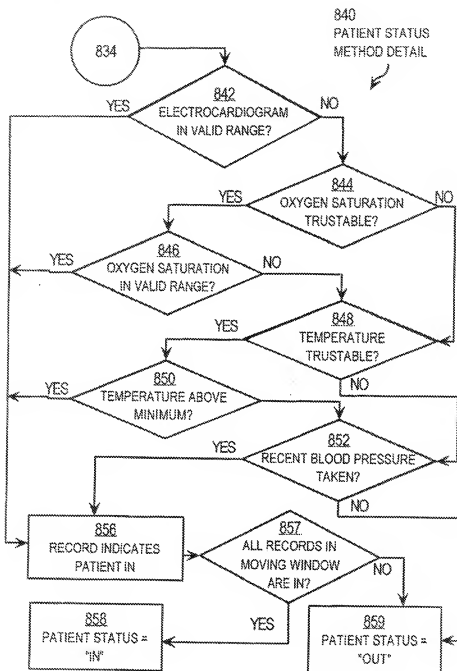 840
PATIENT STATUS
METHOD DETAIL
834
842
ELECTROCARDIOGRAM
IN VALID RANGE?
YES
NO
844
OXYGEN SATURATION
TRUSTABLE?
YES
NO
846
OXYGEN SATURATION
IN VALID RANGE?
YES
NO
848
TEMPERATURE
TRUSTABLE?
YES
NO
850
TEMPERATURE ABOVE
MINIMUM?
YES
852
RECENT BLOOD PRESSURE
TAKEN?
YES
NO
856
RECORD INDICATES
PATIENT IN
857
ALL RECORDS IN
MOVING WINDOW
ARE IN?
NO
YES
858
PATIENT STATUS =
"IN"
859
PATIENT STATUS =
"OUT"